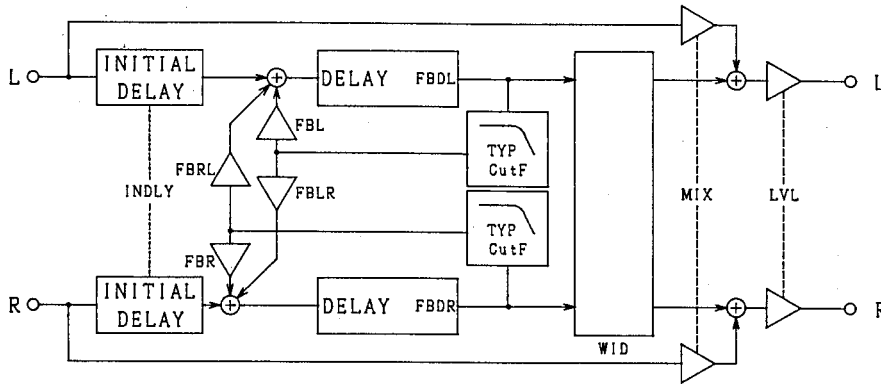 L
INITIAL
DELAY
DELAY
FBDL
L
FBL
TYP
CutF
FBRL
FBLR
INDLY
MIX
LVL
TYP
CutF
FBR
R
INITIAL
DELAY
DELAY
FBDR
R
WID